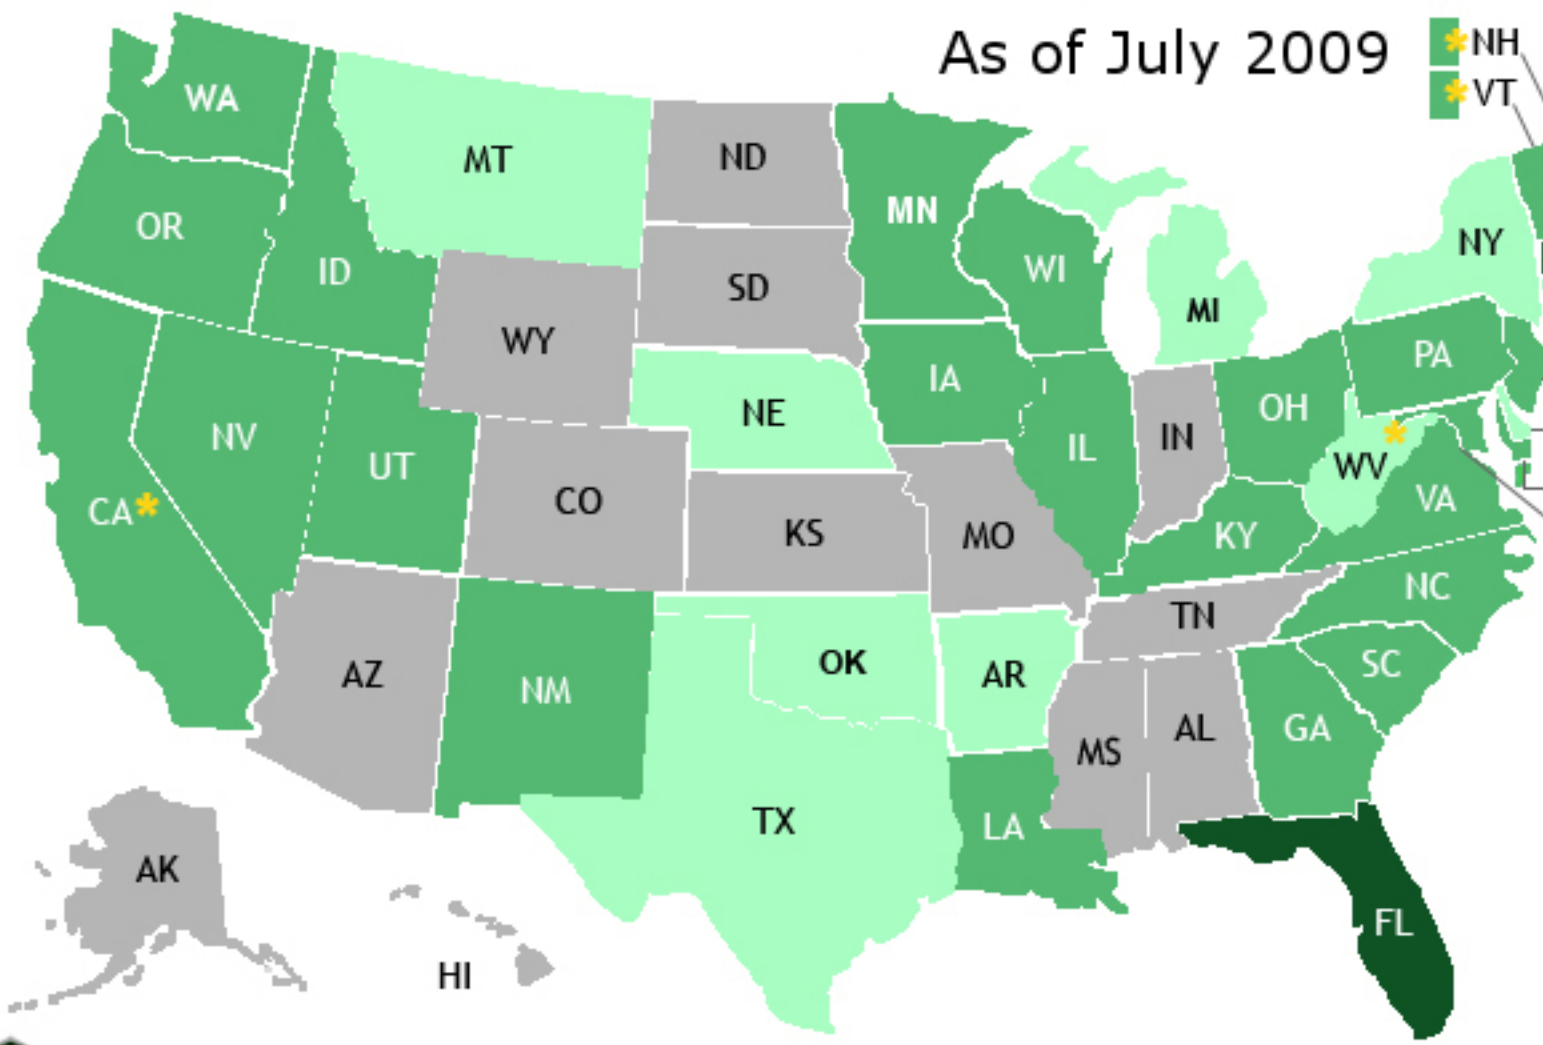 As of July 2009
*NH
*VT
WA
MT
ND
MN
OR
ID
SD
WI
NY
MI
WY
PA
IA
NE
OH
NV
UT
IL
IN
*
WV
CA*
CO
KS
MO
KY
VA
NC
TN
AZ
NM
OK
AR
SC
MS
AL
GA
TX
LA
AK
FL
HI